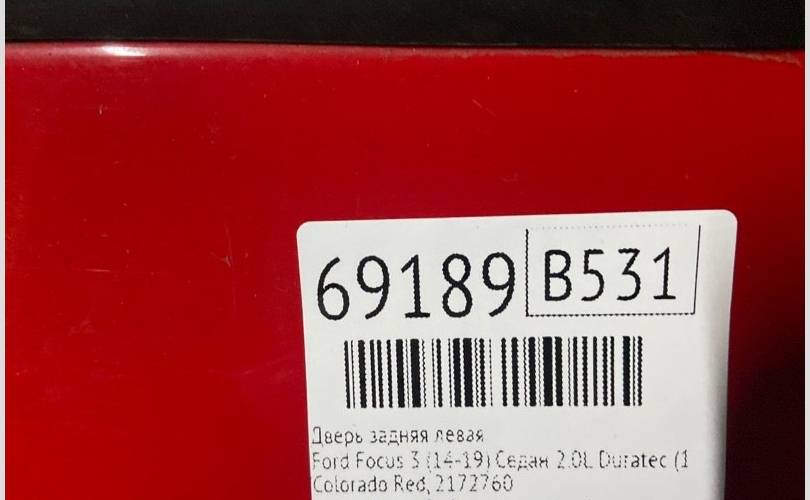 69189 B531
Дверь задняя левая
Ford Focus 3 (14-19) Седан 2.0L Duratec (1
Colorado Red, 2172760